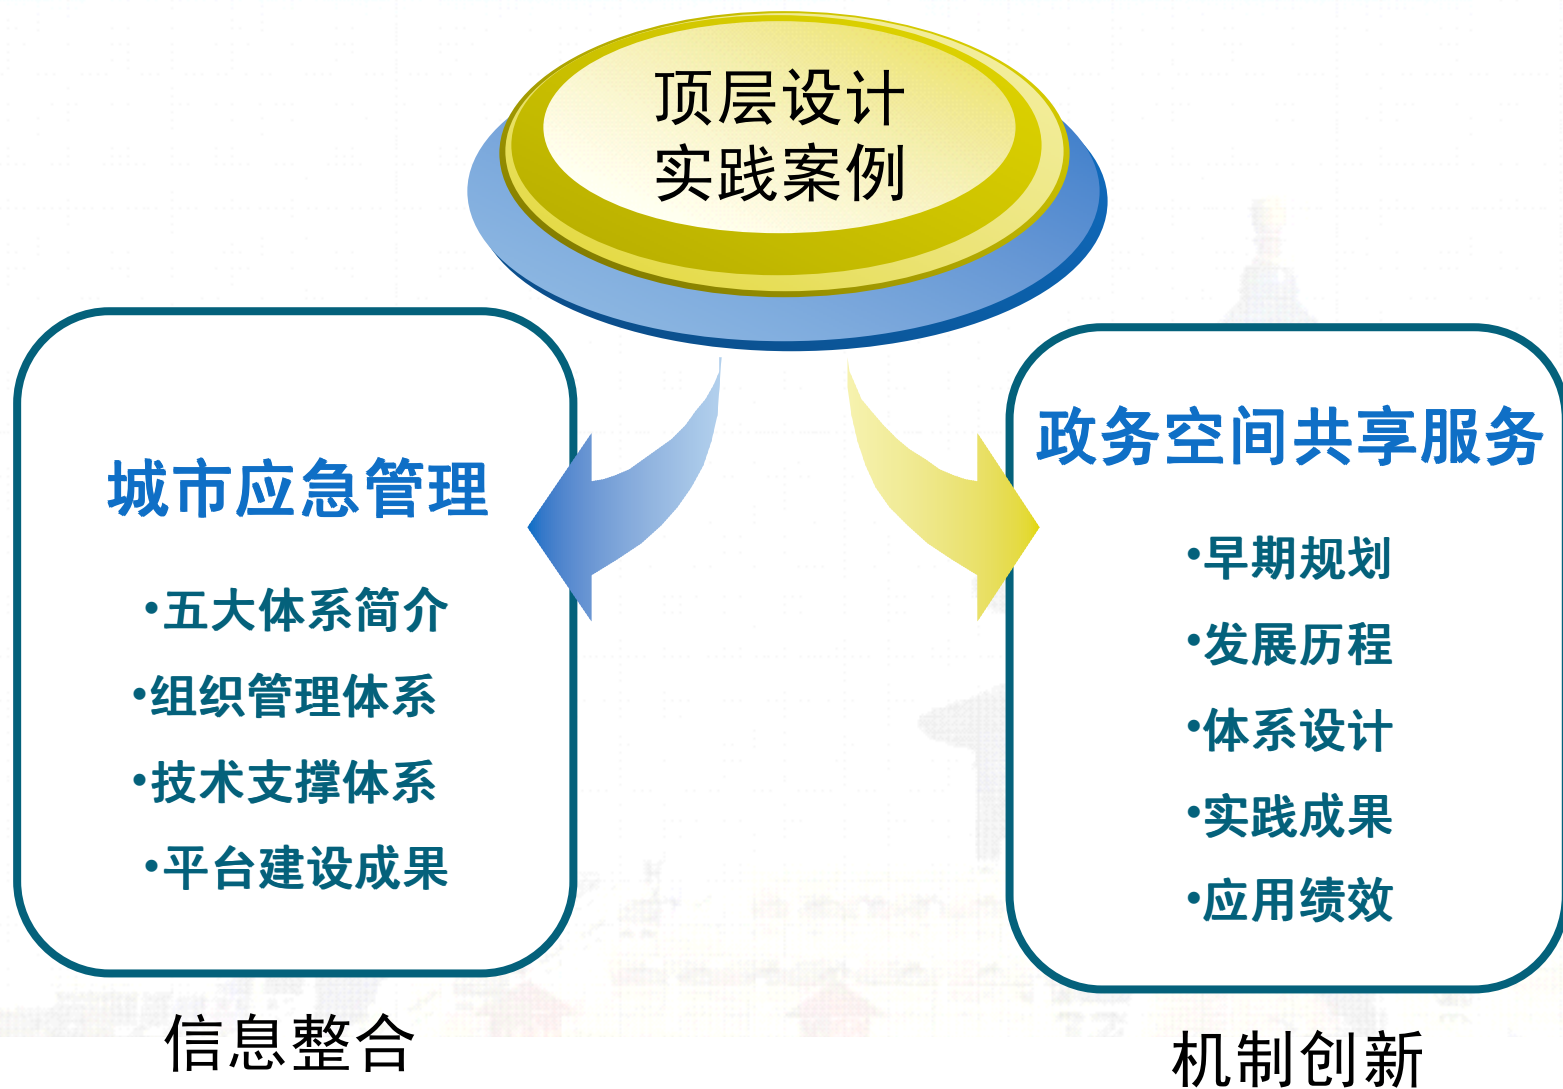 顶层设计
实践案例
城市应急管理
•五大体系简介
•组织管理体系
•技术支撑体系
•平台建设成果
信息整合
政务空间共享服务
•早期规划
•发展历程
•体系设计
•实践成果
•应用绩效
机制创新